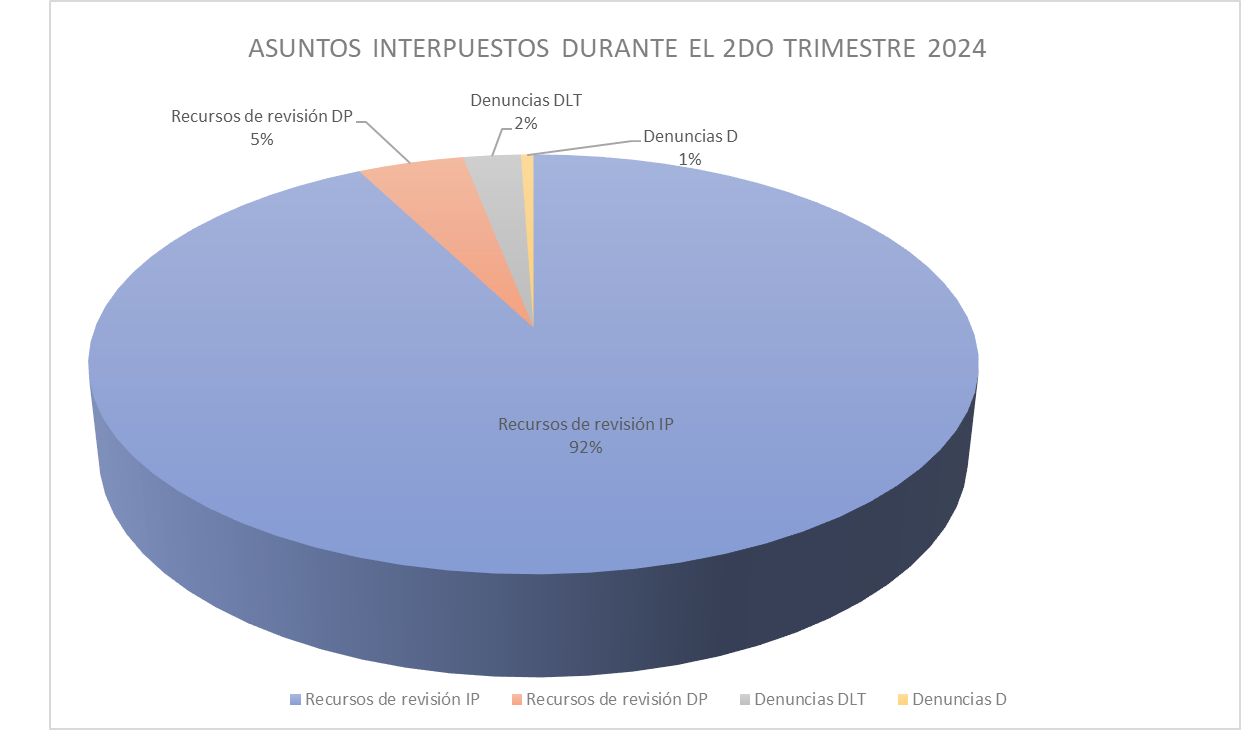 ASUNTOS INTERPUESTOS DURANTE EL 2DO TRIMESTRE 2024
Denuncias DLT
2%
Recursos de revisión DP
5%
Denuncias D
1%
Recursos de revisión IP
92%
Recursos de revisión IP
Recursos de revisión DP
Denuncias DLT
Denuncias D